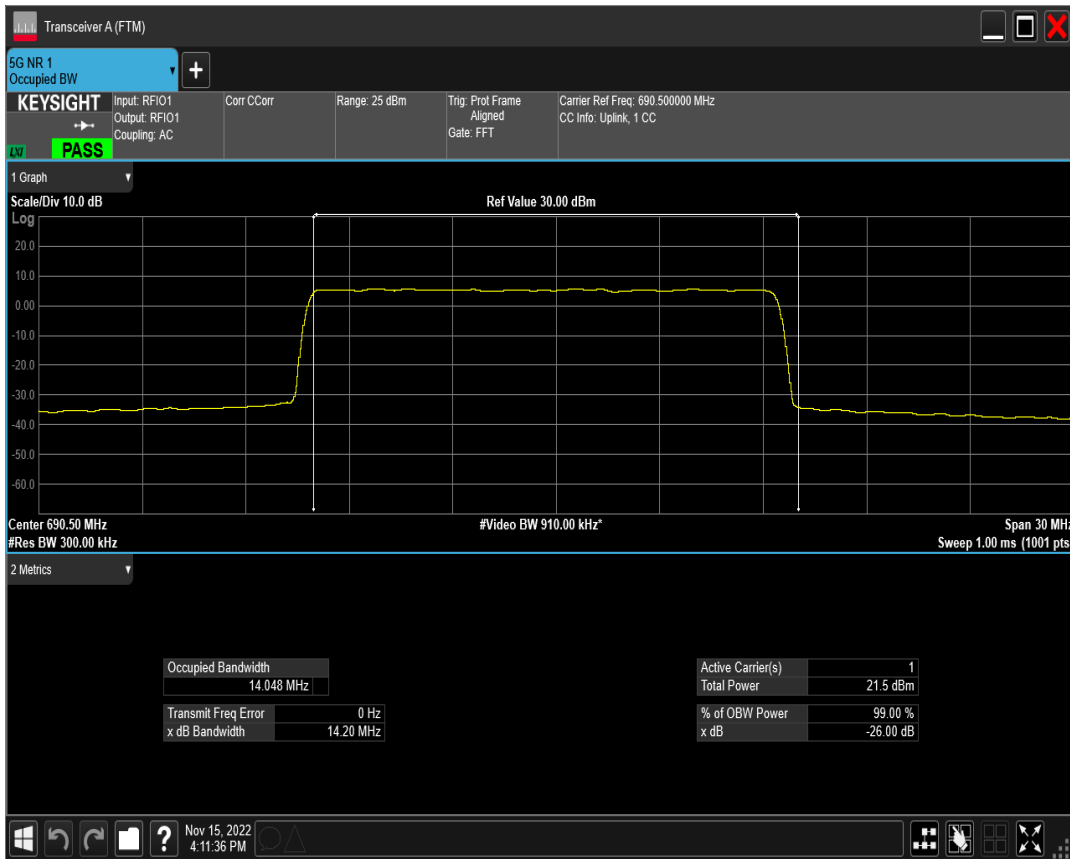 Transceiver A (FTM)
5G NR 1
Occupied BW
+
KEYSIGHT
LXI
PASS
Input: RFIO1
Output: RFIO1
Coupling: AC
Corr CCorr
Range: 25 dBm
Trig: Prot Frame
Aligned
Gate: FFT
Carrier Ref Freq: 690.500000 MHz
CC Info: Uplink, 1 CC
1 Graph
Scale/Div 10.0 dB
Ref Value 30.00 dBm
Log
20.0
10.0
0.00
-10.0
-20.0
-30.0
-40.0
-50.0
-60.0
Center 690.50 MHz
#Video BW 910.00 kHz*
Span 30 MHz
#Res BW 300.00 kHz
Sweep 1.00 ms (1001 pts
2 Metrics
Occupied Bandwidth
14.048 MHz
Transmit Freq Error 0 Hz
x dB Bandwidth 14.20 MHz
Active Carrier(s) 1
Total Power 21.5 dBm
% of OBW Power 99.00 %
x dB -26.00 dB
?
Nov 15, 2022
4:11:36 PM